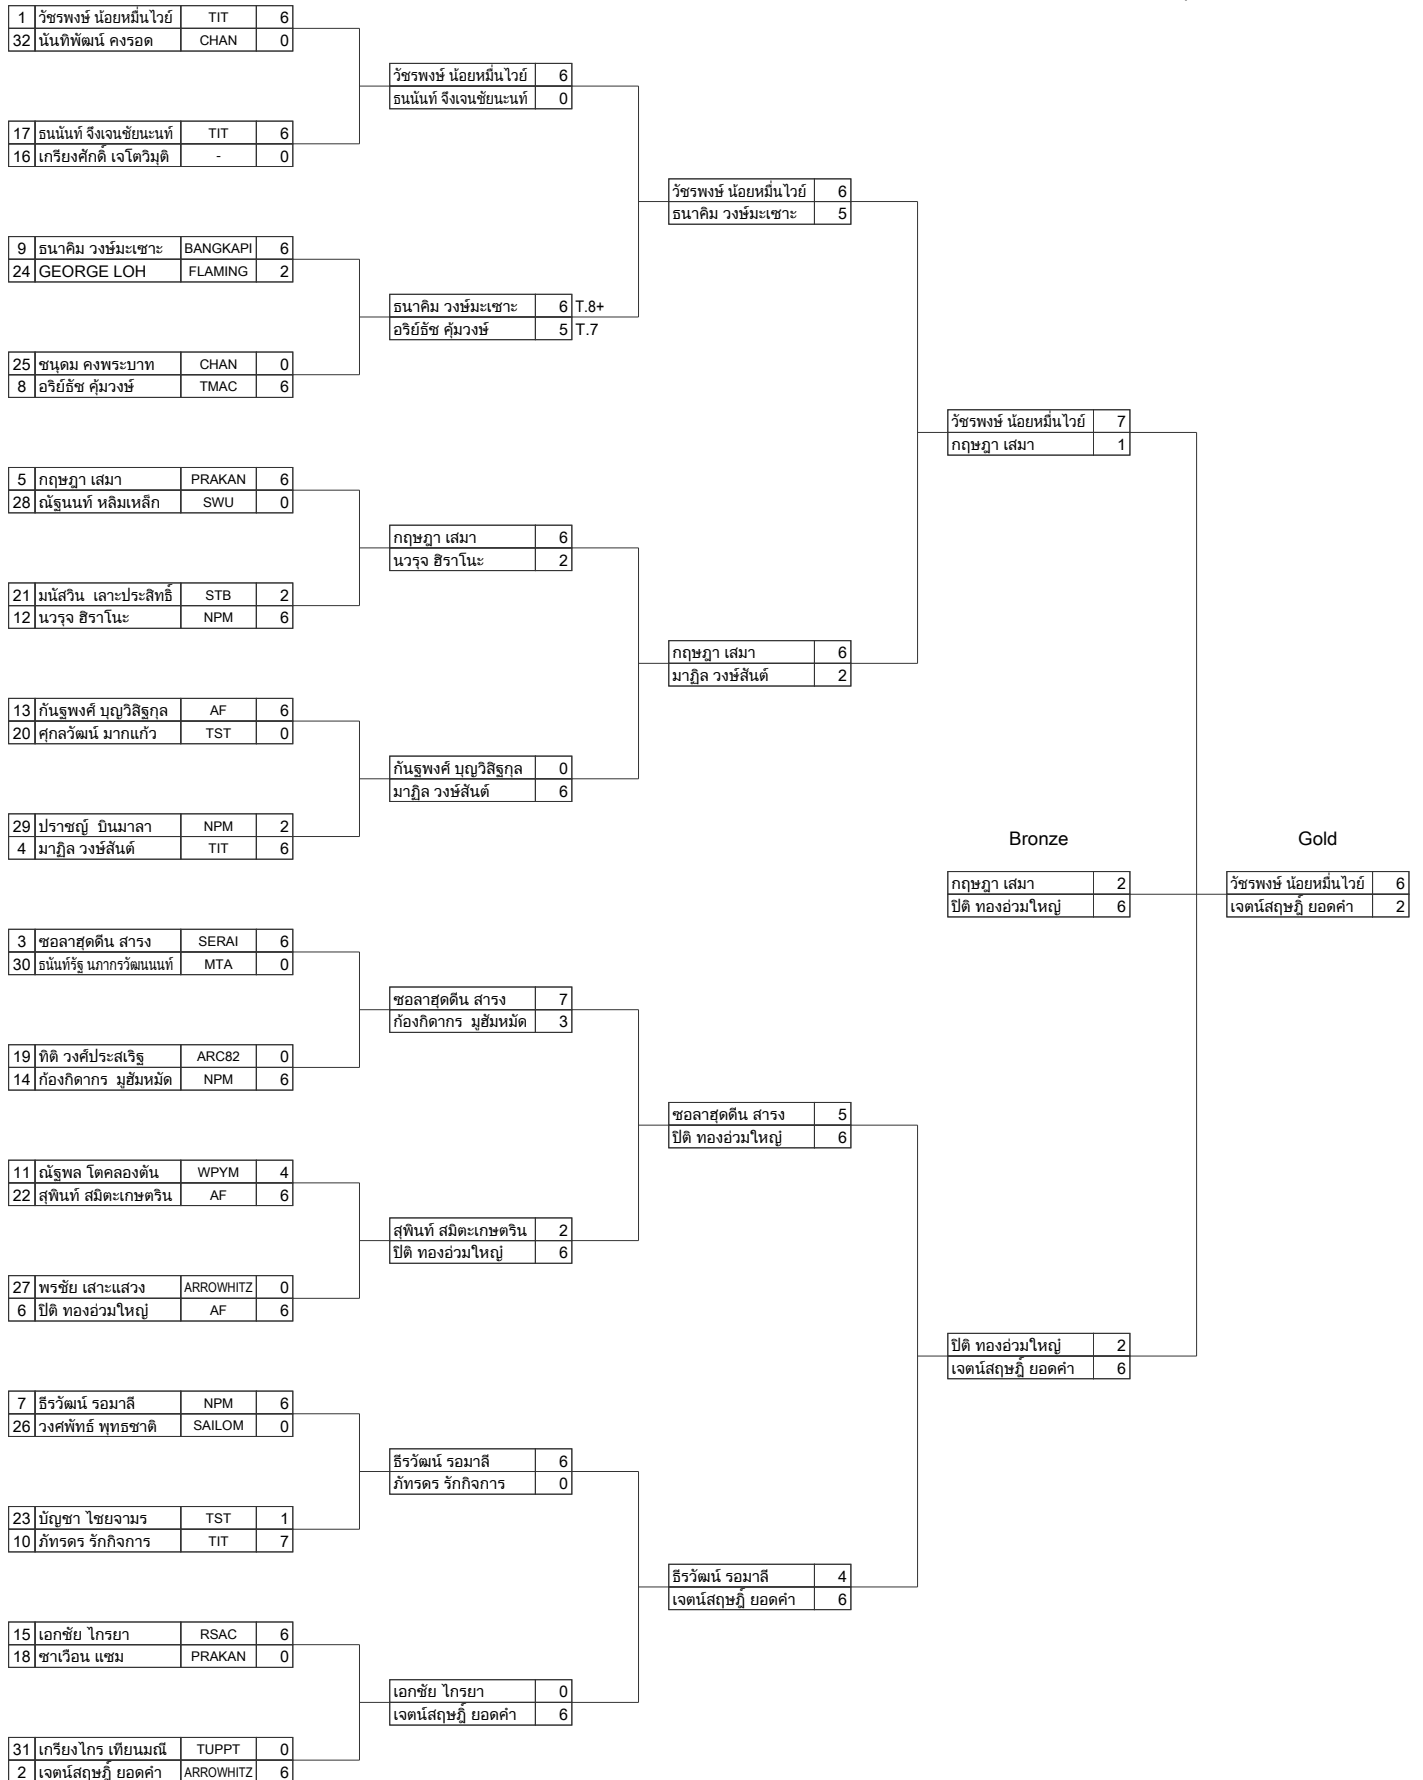 1 วัชรพงษ์ น้อยหมื่นไวย์ TIT 6
32 นันทิพัฒน์ คงรอด CHAN 0
วัชรพงษ์ น้อยหมื่นไวย์ 6
ธนนันท์ จึงเจนชัยนะนท์ 0
17 ธนนันท์ จึงเจนชัยนะนท์ TIT 6
16 เกรียงศักดิ์ เจโตวิมุติ - 0
วัชรพงษ์ น้อยหมื่นไวย์ 6
ธนาคิม วงษ์มะเซาะ 5
9 ธนาคิม วงษ์มะเซาะ BANGKAPI 6
24 GEORGE LOH FLAMING 2
ธนาคิม วงษ์มะเซาะ 6 T.8+
อริย์ธัช คุ้มวงษ์ 5 T.7
25 ชนุดม คงพระบาท CHAN 0
8 อริย์ธัช คุ้มวงษ์ TMAC 6
วัชรพงษ์ น้อยหมื่นไวย์ 7
กฤษฎา เสมา 1
5 กฤษฎา เสมา PRAKAN 6
28 ณัฐนนท์ หลิมเหล็ก SWU 0
กฤษฎา เสมา 6
นวรุจ ฮิราโนะ 2
21 มนัสวิน เลาะประสิทธิ์ STB 2
12 นวรุจ ฮิราโนะ NPM 6
กฤษฎา เสมา 6
มาฏิล วงษ์สันต์ 2
13 กันฐพงศ์ บุญวิสิฐกุล AF 6
20 ศุกลวัฒน์ มากแก้ว TST 0
กันฐพงศ์ บุญวิสิฐกุล 0
มาฏิล วงษ์สันต์ 6
29 ปราชญ์ บินมาลา NPM 2
4 มาฏิล วงษ์สันต์ TIT 6
Bronze Gold
กฤษฎา เสมา 2
ปิติ ทองอ่วมใหญ่ 6
วัชรพงษ์ น้อยหมื่นไวย์ 6
เจตน์สฤษฎิ์ ยอดคำ 2
3 ซอลาฮุดดีน สารง SERAI 6
30 ธนันท์รัฐ นภากรวัฒนนนท์ MTA 0
ซอลาฮุดดีน สารง 7
ก้องกิดากร มูฮัมหมัด 3
19 ทิติ วงศ์ประสเริฐ ARC82 0
14 ก้องกิดากร มูฮัมหมัด NPM 6
ซอลาฮุดดีน สารง 5
ปิติ ทองอ่วมใหญ่ 6
11 ณัฐพล โตคลองตัน WPYM 4
22 สุพินท์ สมิตะเกษตริน AF 6
สุพินท์ สมิตะเกษตริน 2
ปิติ ทองอ่วมใหญ่ 6
27 พรชัย เสาะแสวง ARROWHITZ 0
6 ปิติ ทองอ่วมใหญ่ AF 6
ปิติ ทองอ่วมใหญ่ 2
เจตน์สฤษฎิ์ ยอดคำ 6
7 ธีรวัฒน์ รอมาลี NPM 6
26 วงศพัทธ์ พุทธชาติ SAILOM 0
ธีรวัฒน์ รอมาลี 6
ภัทรดร รักกิจการ 0
23 บัญชา ไชยจามร TST 1
10 ภัทรดร รักกิจการ TIT 7
ธีรวัฒน์ รอมาลี 4
เจตน์สฤษฎิ์ ยอดคำ 6
15 เอกชัย ไกรยา RSAC 6
18 ซาเวือน แซม PRAKAN 0
เอกชัย ไกรยา 0
เจตน์สฤษฎิ์ ยอดคำ 6
31 เกรียงไกร เทียนมณี TUPPT 0
2 เจตน์สฤษฎิ์ ยอดคำ ARROWHITZ 6